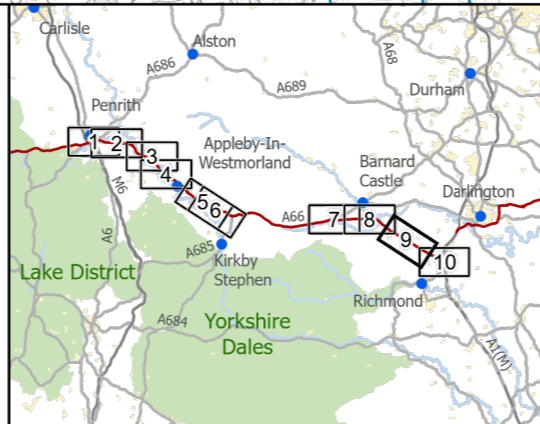 Carlisle
Alston
A686
A689
A68
Durham
Penrith
1
2
3
4
5
6
Appleby-In-
Westmorland
Barnard
Castle
Darlington
A66
7
8
9
10
M6
A6
A685
Kirkby
Stephen
Lake District
Richmond
A684
Yorkshire
Dales
A1(M)